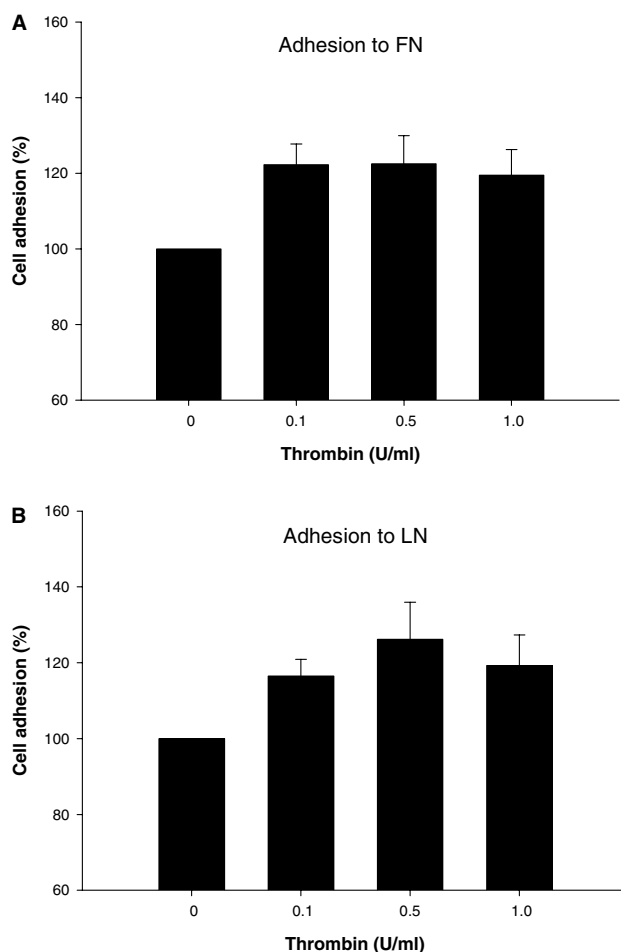 A
Adhesion to FN
Cell adhesion (%)
160
140
120
100
80
60
0 0.1 0.5 1.0
Thrombin (U/ml)
B
Adhesion to LN
Cell adhesion (%)
160
140
120
100
80
60
0 0.1 0.5 1.0
Thrombin (U/ml)